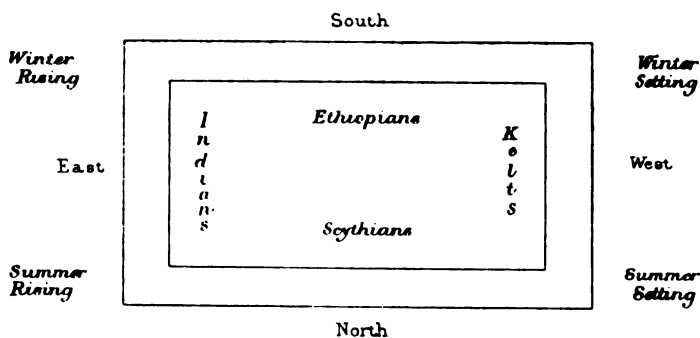 South
Winter
Rising
Winter
Setting
Indians
Ethiopians
Kelts
East
West
Scythians
Summer
Rising
Summer
Setting
North